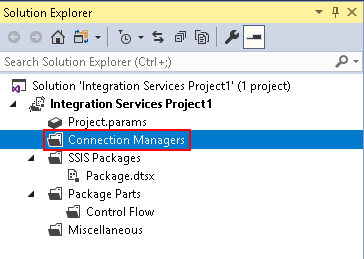 Solution Explorer
Search Solution Explorer (Ctrl+;)
Solution 'Integration Services Project1' (1 project)
Integration Services Project1
Project.params
Connection Managers
SSIS Packages
Package.dtsx
Package Parts
Control Flow
Miscellaneous